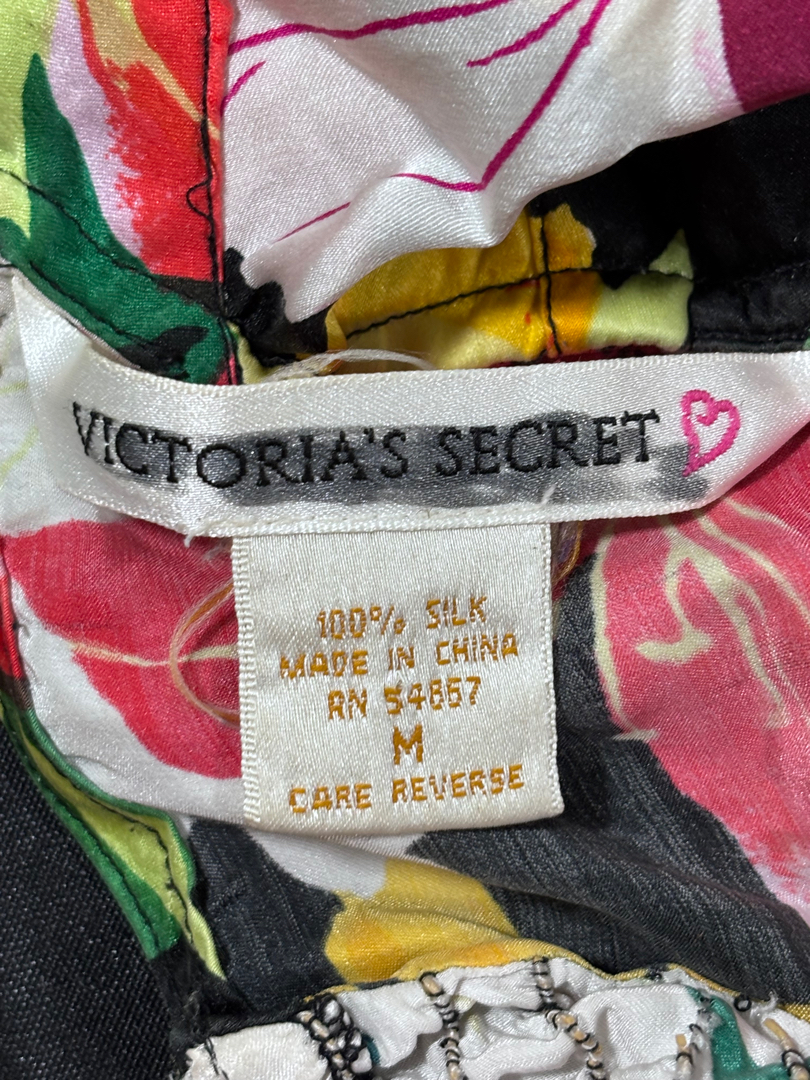 VICTORIA'S SECRET
100% SILK
MADE IN CHINA
RN 54867
M
CARE REVERSE